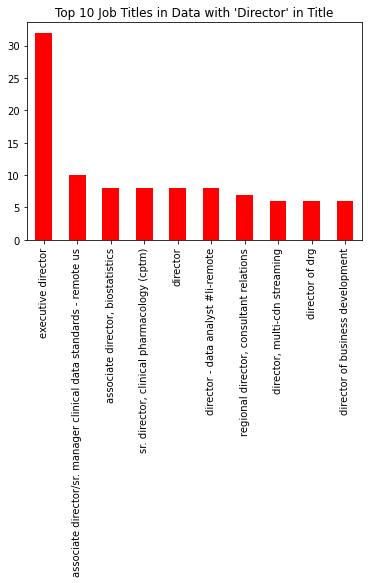 Top 10 Job Titles in Data with 'Director' in Title
30
25
20
15
10
5
0
executive director
associate director/sr. manager clinical data standards - remote us
associate director, biostatistics
sr. director, clinical pharmacology (cptm)
director
director - data analyst #li-remote
regional director, consultant relations
director, multi-cdn streaming
director of drg
director of business development